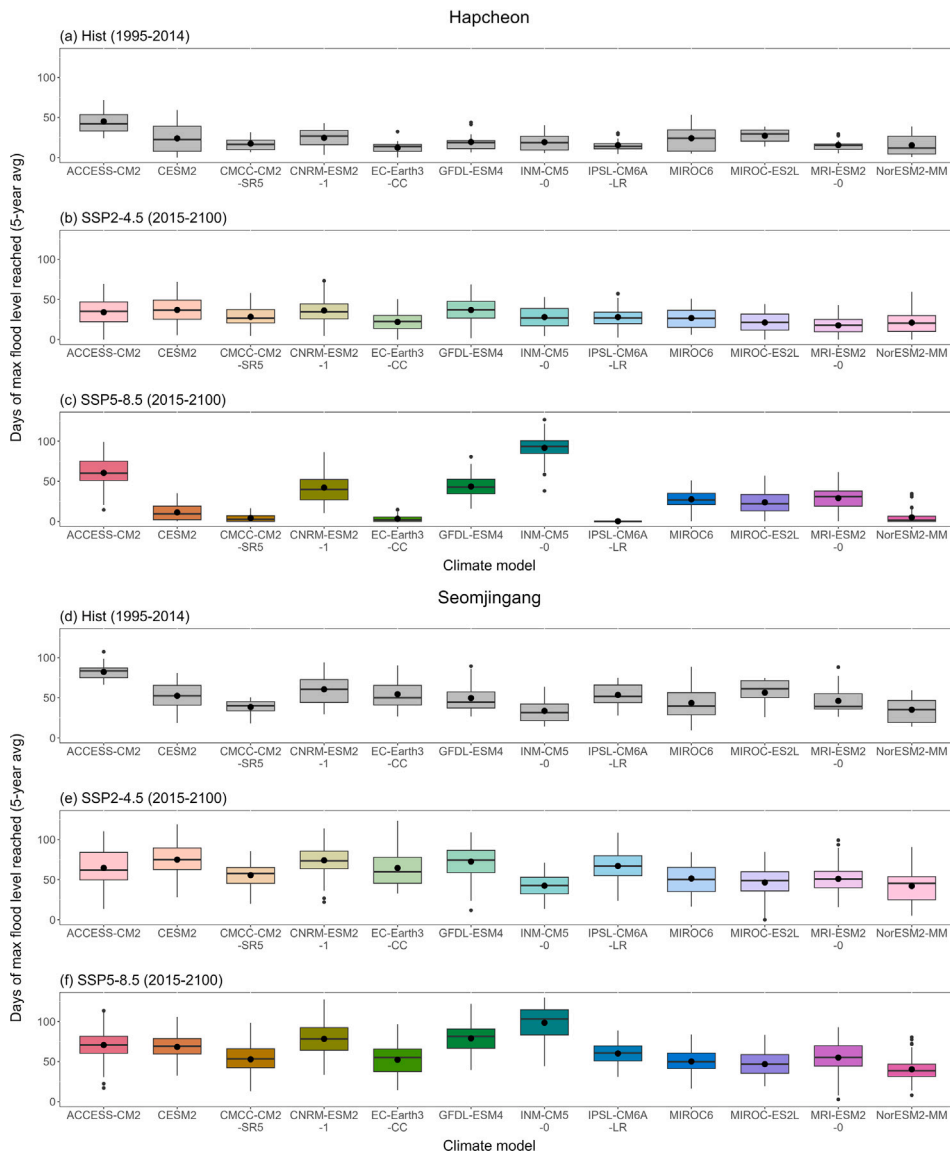 Hapcheon
(a) Hist (1995-2014)
100
50
0
ACCESS-CM2 CESM2 CMCC-CM2 CNRM-ESM2 EC-Earth3 GFDL-ESM4 INM-CM5 IPSL-CM6A MIROC6 MIROC-ES2L MRI-ESM2 NorESM2-MM
-SR5 -1 -CC -0 -LR -0
(b) SSP2-4.5 (2015-2100)
100
50
0
ACCESS-CM2 CESM2 CMCC-CM2 CNRM-ESM2 EC-Earth3 GFDL-ESM4 INM-CM5 IPSL-CM6A MIROC6 MIROC-ES2L MRI-ESM2 NorESM2-MM
-SR5 -1 -CC -0 -LR -0
(c) SSP5-8.5 (2015-2100)
100
50
0
ACCESS-CM2 CESM2 CMCC-CM2 CNRM-ESM2 EC-Earth3 GFDL-ESM4 INM-CM5 IPSL-CM6A MIROC6 MIROC-ES2L MRI-ESM2 NorESM2-MM
-SR5 -1 -CC -0 -LR -0
Days of max flood level reached (5-year avg)
Climate model
Seomjingang
(d) Hist (1995-2014)
100
50
0
ACCESS-CM2 CESM2 CMCC-CM2 CNRM-ESM2 EC-Earth3 GFDL-ESM4 INM-CM5 IPSL-CM6A MIROC6 MIROC-ES2L MRI-ESM2 NorESM2-MM
-SR5 -1 -CC -0 -LR -0
(e) SSP2-4.5 (2015-2100)
100
50
0
ACCESS-CM2 CESM2 CMCC-CM2 CNRM-ESM2 EC-Earth3 GFDL-ESM4 INM-CM5 IPSL-CM6A MIROC6 MIROC-ES2L MRI-ESM2 NorESM2-MM
-SR5 -1 -CC -0 -LR -0
(f) SSP5-8.5 (2015-2100)
100
50
0
ACCESS-CM2 CESM2 CMCC-CM2 CNRM-ESM2 EC-Earth3 GFDL-ESM4 INM-CM5 IPSL-CM6A MIROC6 MIROC-ES2L MRI-ESM2 NorESM2-MM
-SR5 -1 -CC -0 -LR -0
Days of max flood level reached (5-year avg)
Climate model